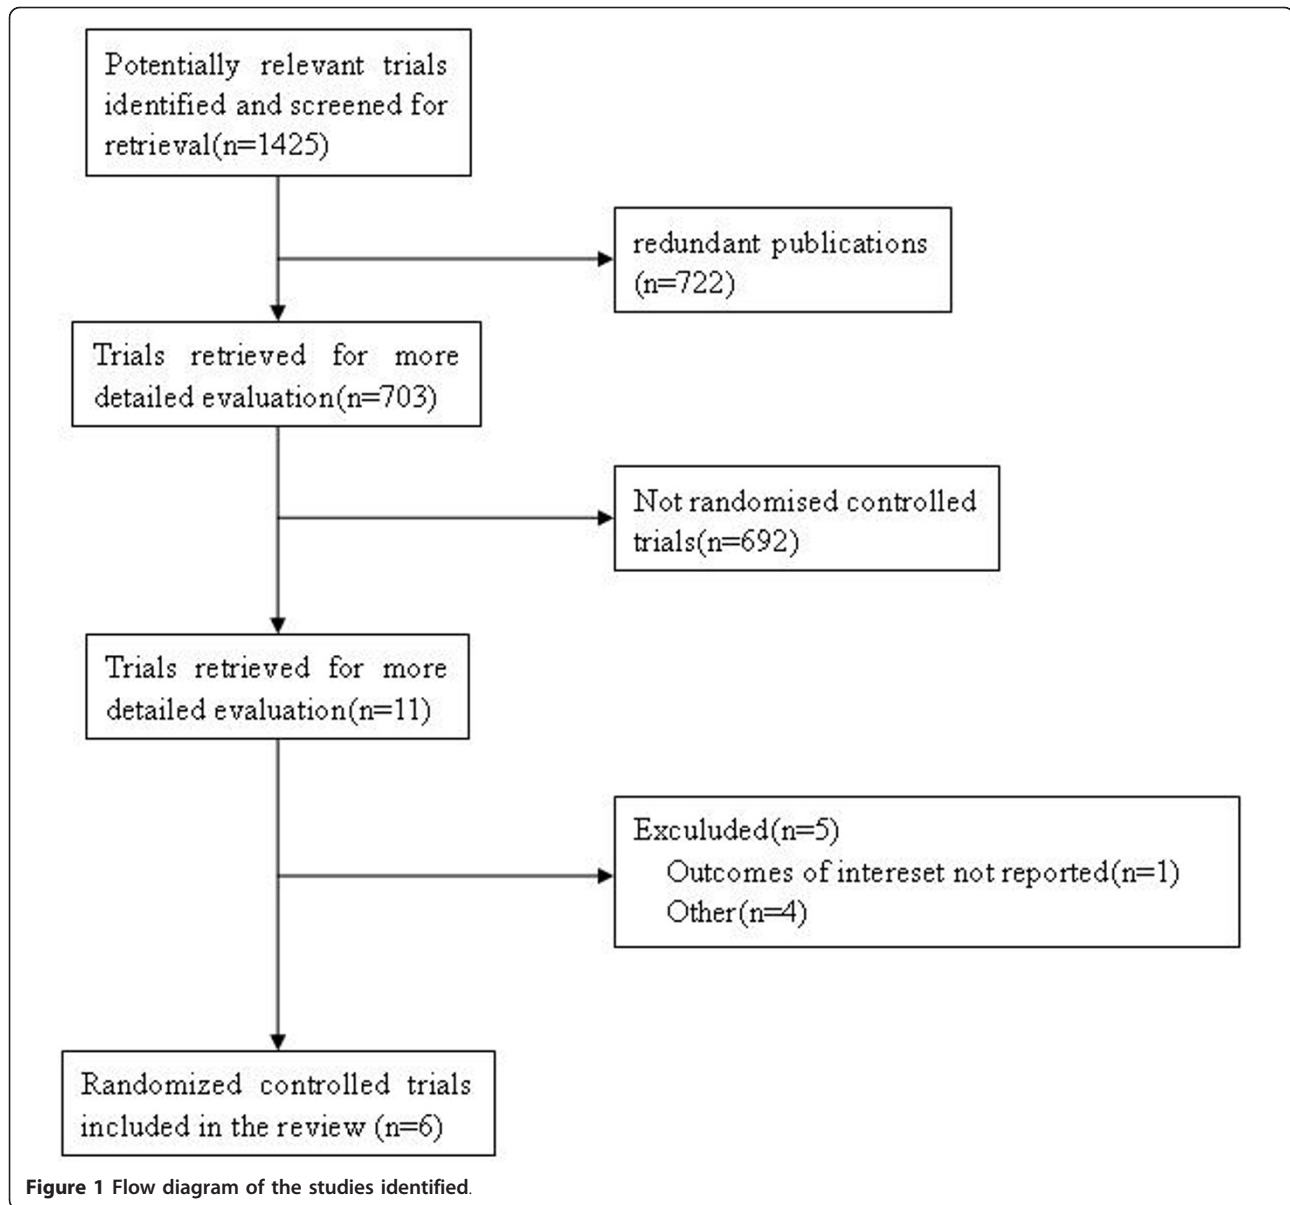 Potentially relevant trials
identified and screened for
retrieval(n=1425)
redundant publications
(n=722)
Trials retrieved for more
detailed evaluation(n=703)
Not randomised controlled
trials(n=692)
Trials retrieved for more
detailed evaluation(n=11)
Exculuded(n=5)
Outcomes of intereset not reported(n=1)
Other(n=4)
Randomized controlled trials
included in the review (n=6)
Figure 1 Flow diagram of the studies identified.